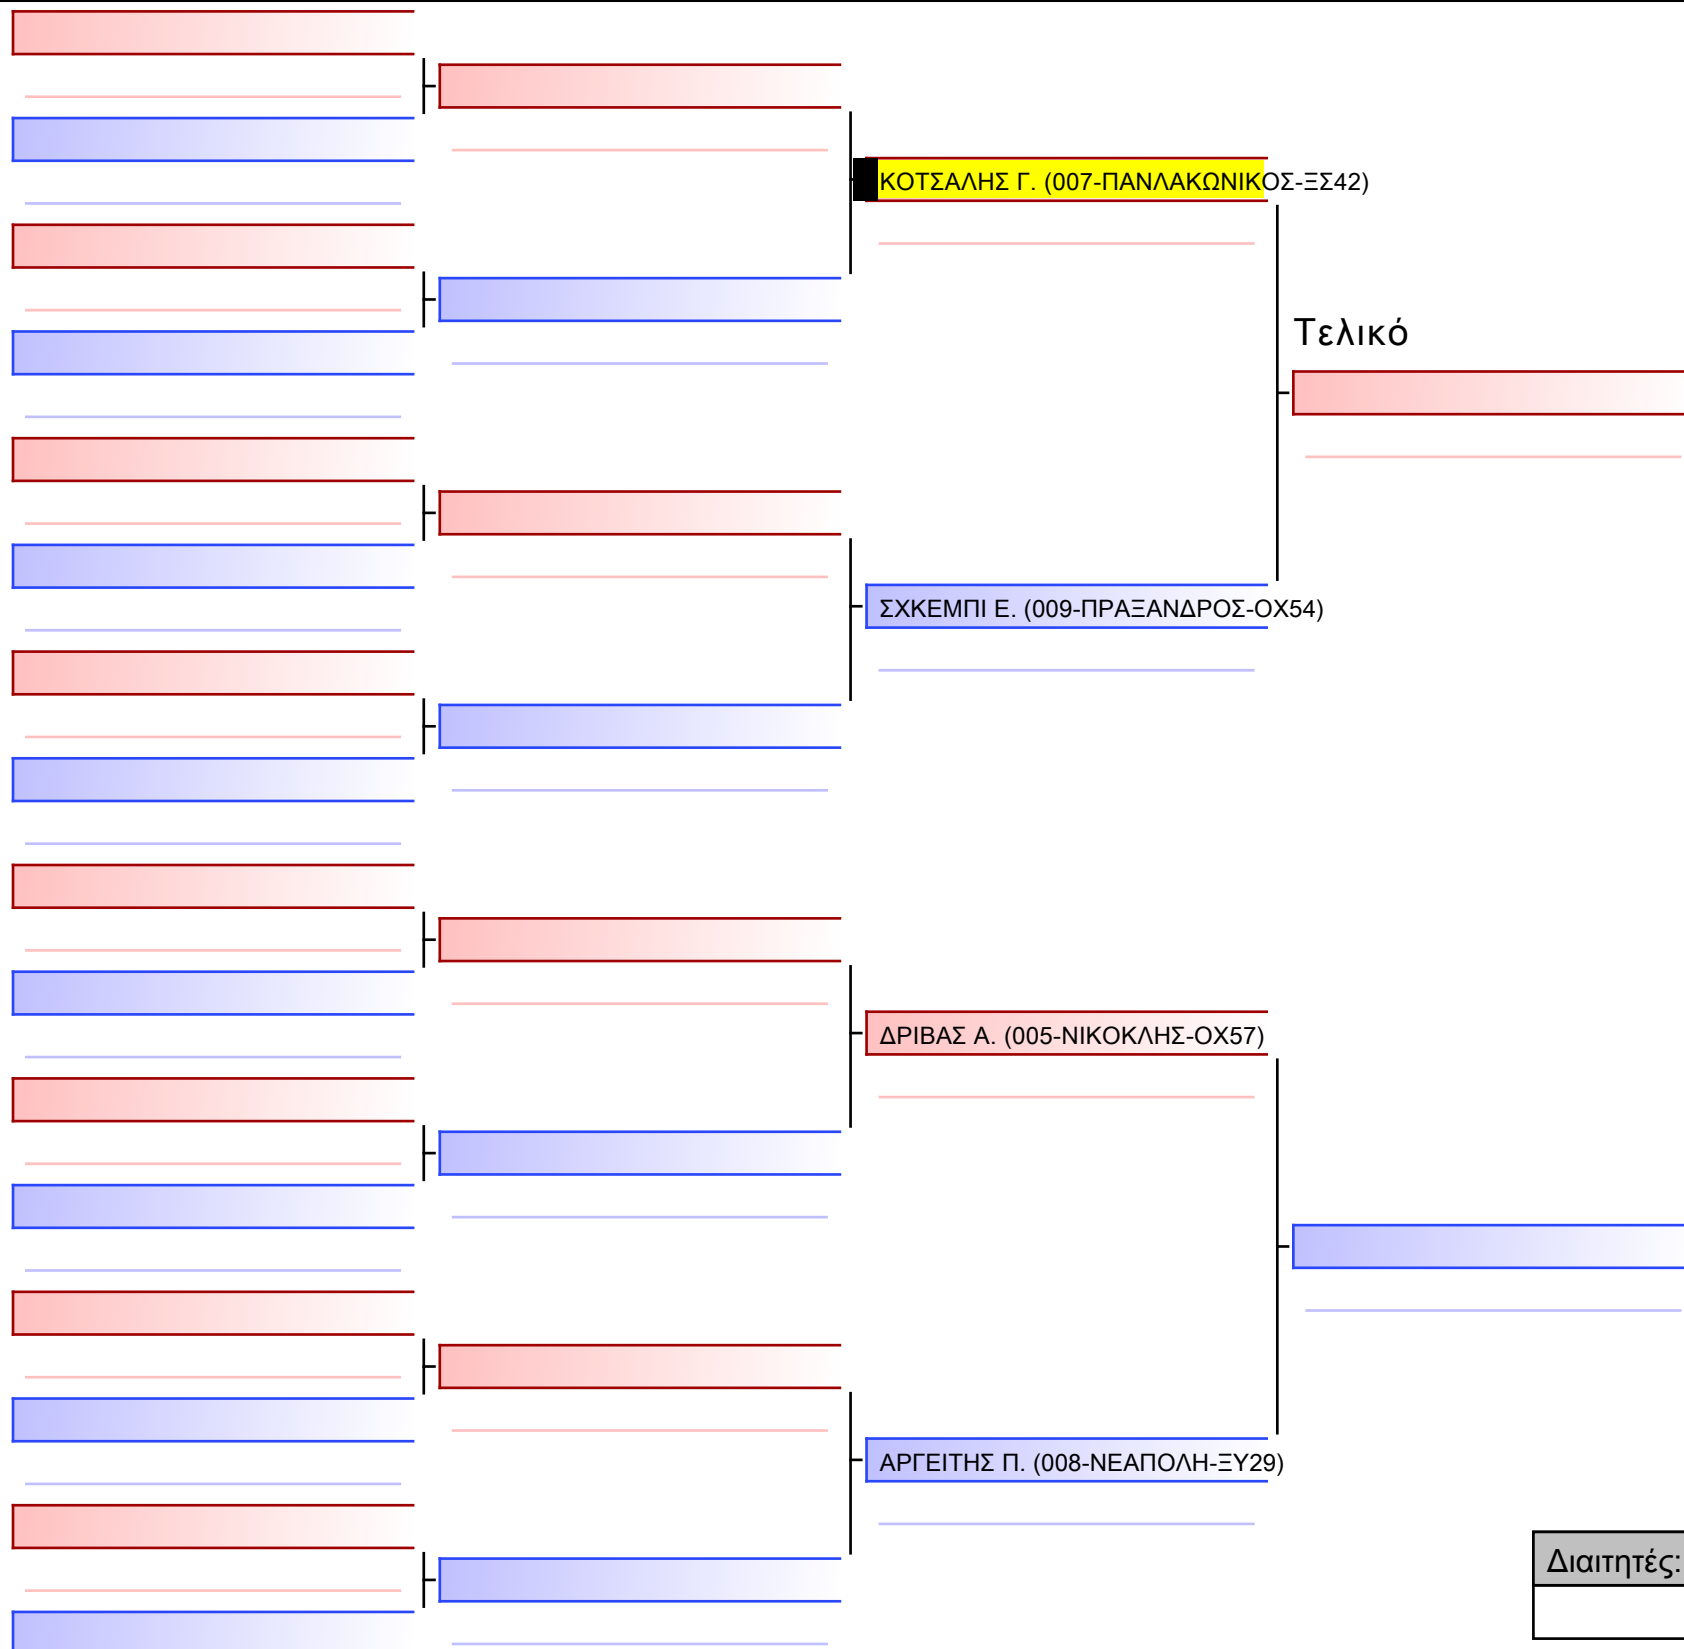 ΚΟΤΣΑΛΗΣ Γ. (007-ΠΑΝΛΑΚΩΝΙΚΟΣ-ΞΣ42)
Τελικό
ΣΧΚΕΜΠΙ Ε. (009-ΠΡΑΞΑΝΔΡΟΣ-ΟΧ54)
ΔΡΙΒΑΣ Α. (005-ΝΙΚΟΚΛΗΣ-ΟΧ57)
ΑΡΓΕΙΤΗΣ Π. (008-ΝΕΑΠΟΛΗ-ΞΥ29)
Διαιτητές: